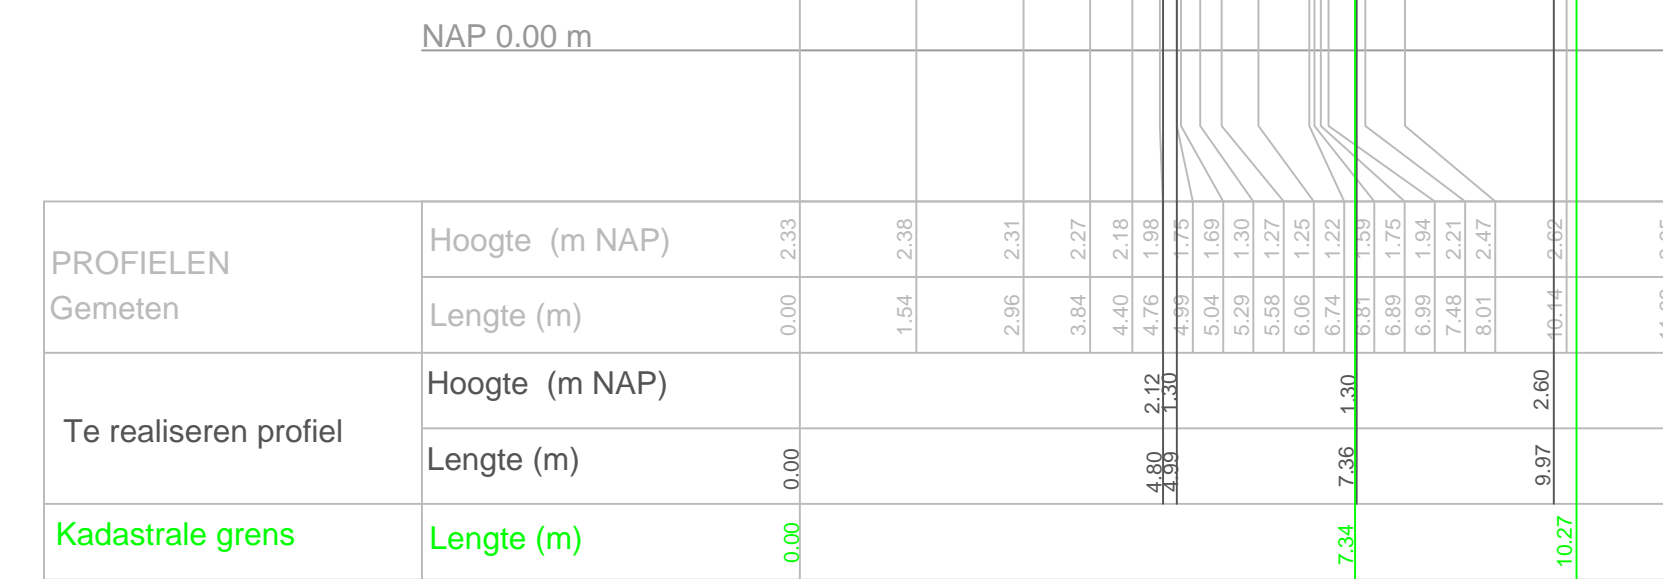 NAP 0.00 m
PROFIELEN
Gemeten
Hoogte (m NAP)
2.33 2.38 2.31 2.27 2.18 1.98 1.75 1.69 1.30 1.27 1.25 1.22 1.59 1.75 1.94 2.21 2.47 2.62
Lengte (m)
0.00 1.54 2.96 3.84 4.40 4.76 4.99 5.04 5.29 5.58 6.06 6.74 6.81 6.89 6.99 7.48 8.01 10.14
Te realiseren profiel
Hoogte (m NAP)
2.12 1.30 1.30 2.60
Lengte (m)
0.00 4.80 4.99 7.36 9.97
Kadastrale grens
Lengte (m)
0.00 7.34 10.27